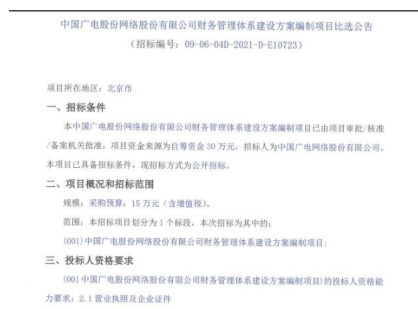 中国广电股份网络股份有限公司财务管理体系建设方案编制项目比选公告
（招标编号：09-06-04D-2021-D-E10723）
项目所在地区：北京市
一、招标条件
本中国广电股份网络股份有限公司财务管理体系建设方案编制项目已由项目审批/核准
/备案机关批准，项目资金来源为自筹资金 30 万元，招标人为中国广电网络股份有限公司。
本项目已具备招标条件，现招标方式为公开招标。
二、项目概况和招标范围
规模：采购预算：15 万元（含增值税）。
范围：本招标项目划分为 1 个标段，本次招标为其中的：
(001)中国广电股份网络股份有限公司财务管理体系建设方案编制项目;
三、投标人资格要求
(001 中国广电股份网络股份有限公司财务管理体系建设方案编制项目)的投标人资格能
力要求：2.1 营业执照及企业证件